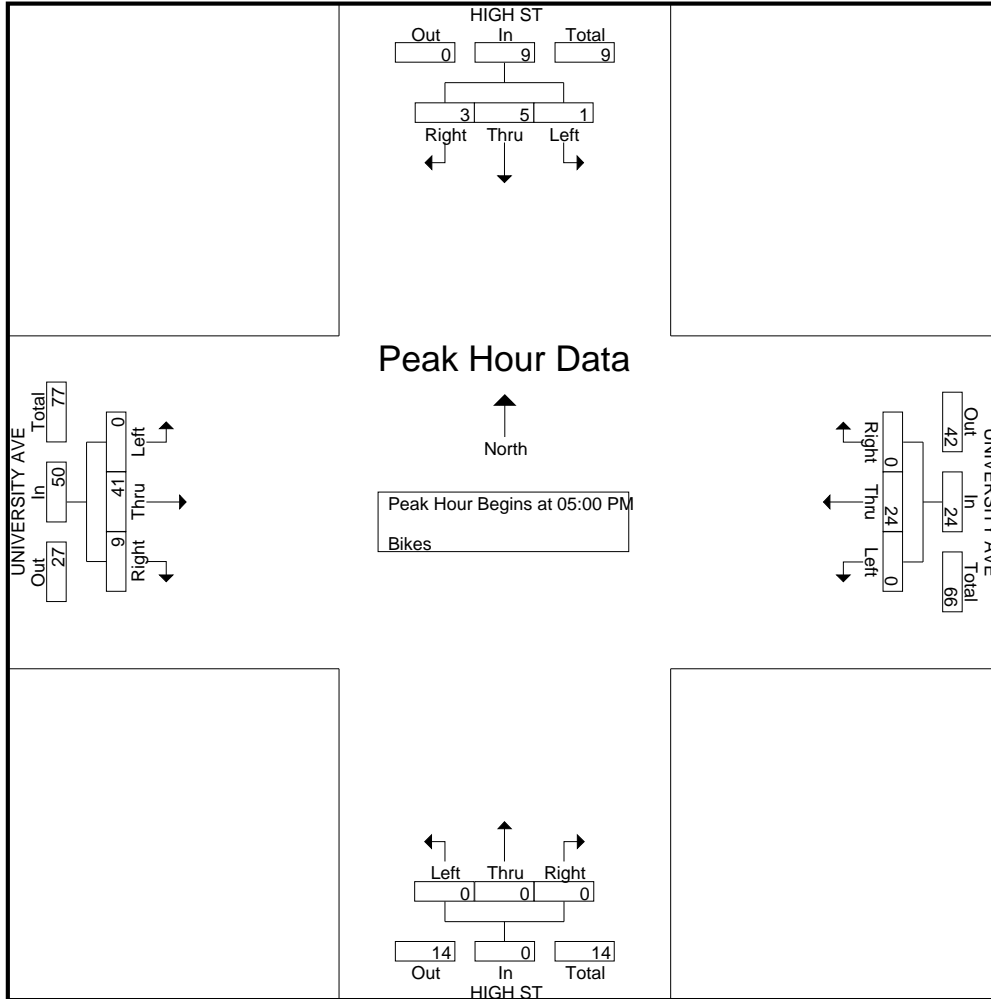 HIGH ST
Out In Total
0 9 9
3 5 1
Right Thru Left
Peak Hour Data
North
Peak Hour Begins at 05:00 PM
Bikes
UNIVERSITY AVE
Out In Total
27 50 77
9 41 0
Right Thru Left
UNIVERSITY AVE
Out In Total
42 24 66
0 24 0
Right Thru Left
Left Thru Right
0 0 0
14 0 14
Out In Total
HIGH ST